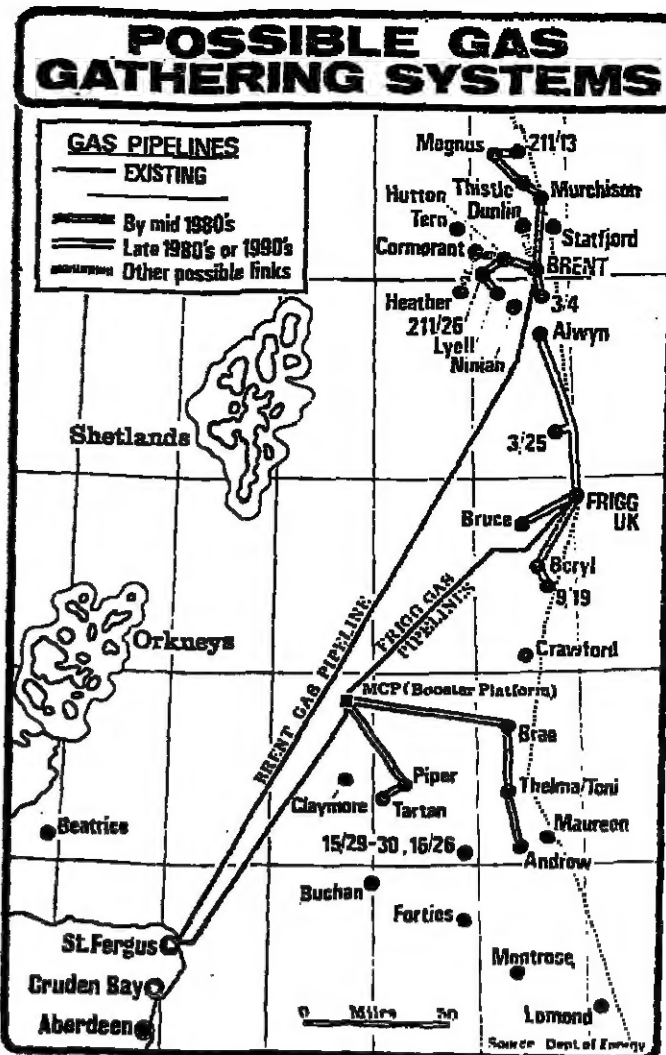 POSSIBLE GAS
GATHERING SYSTEMS
GAS PIPELINES
EXISTING
By mid 1980's
Late 1980's or 1990's
Other possible links
Magnus
211/13
Thistle
Murchison
Hutton
Dunlin
Tern
Statfjord
Cormorant
BRENT
Heather
3/4
211/26
Alwyn
Lyell
Ninian
Shetlands
3/25
Bruce
FRIGG
UK
Beryl
9/19
Orkneys
BRENT GAS PIPELINE
FRIGG GAS
PIPELINES
Crawford
MCP (Booster Platform)
Brae
Piper
Claymore
Tartan
Thelma/Toni
Beatrice
Maureen
15/29-30, 16/26
Andrew
Buchan
Forties
St.Fergus
Montrose
Cruden Bay
0 Miles 50
Lomond
Aberdeen
Source Dept. of Energy